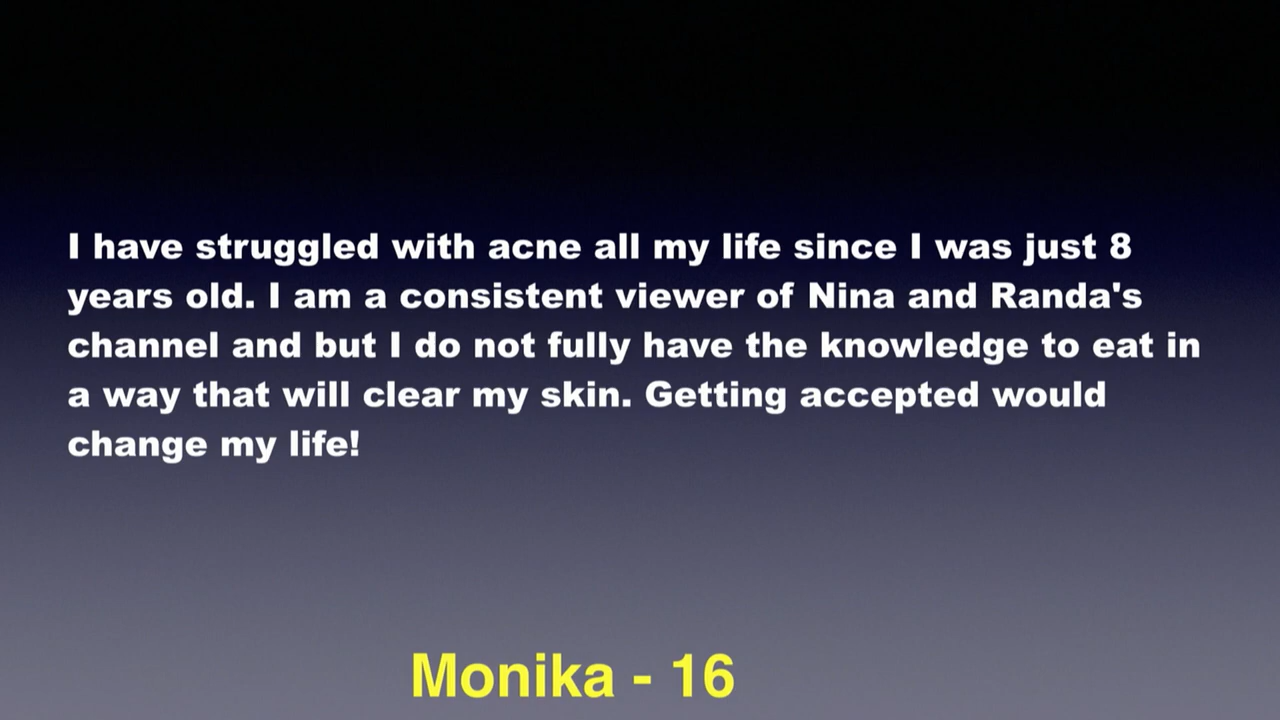 I have struggled with acne all my life since I was just 8
years old. I am a consistent viewer of Nina and Randa's
channel and but I do not fully have the knowledge to eat in
a way that will clear my skin. Getting accepted would
change my life!
Monika - 16